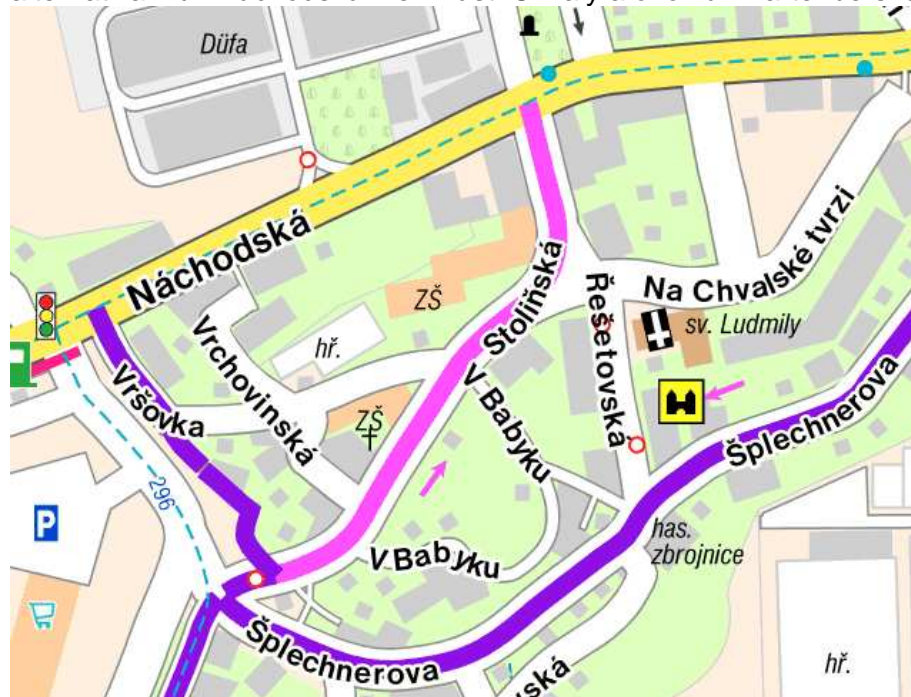 Düfa
Náchodská
Stoliňská
Řešetovská
Na Chvalské tvrzi
sv. Ludmily
ZŠ
hř.
Vrchovinská
V Babyku
Vršovka
ZŠ
Šplechnerova
296
P
has.
zbrojnice
V Babyku
Šplechnerova
hř.